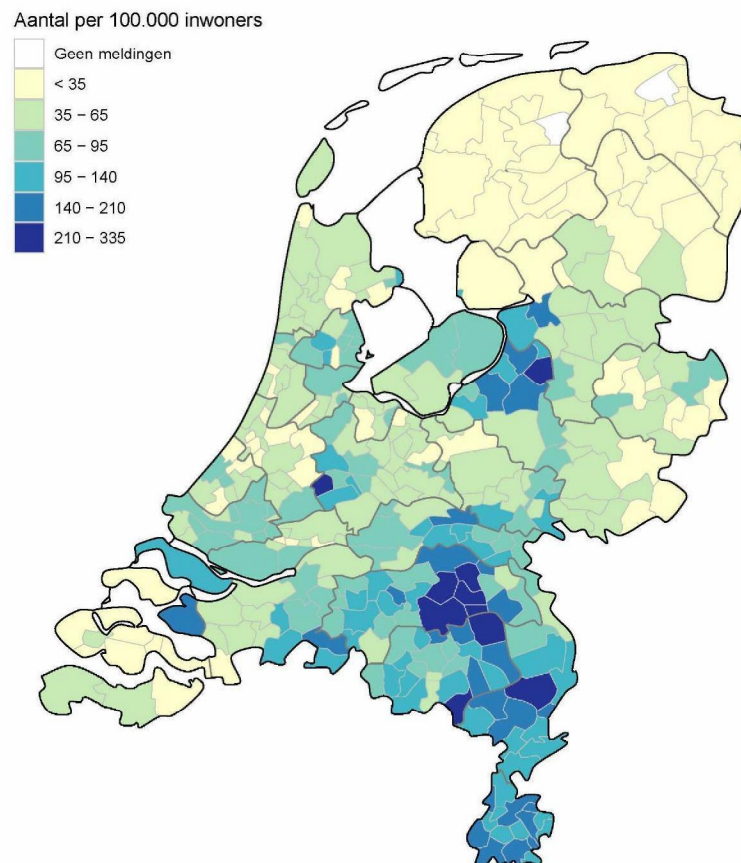 Aantal per 100.000 inwoners
Geen meldingen
< 35
35 − 65
65 − 95
95 − 140
140 − 210
210 − 335